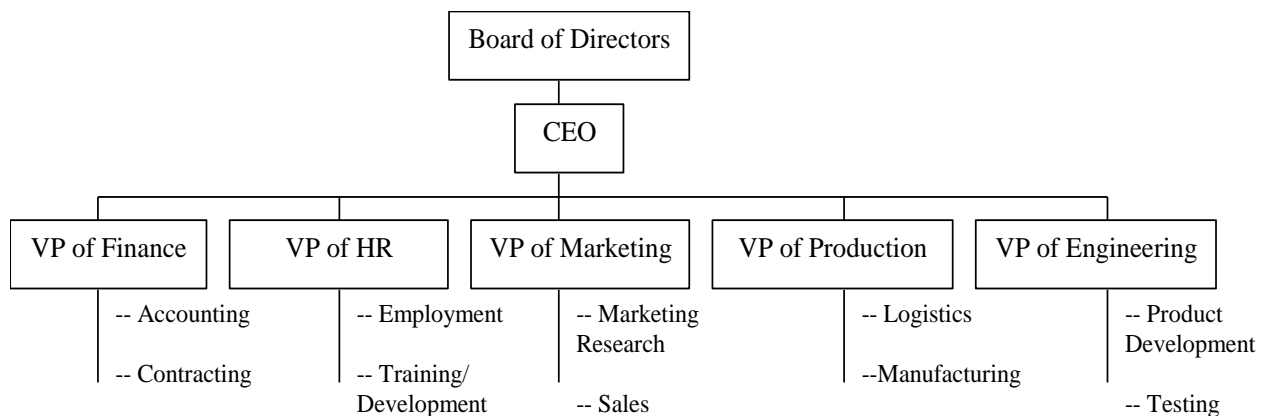 Board of Directors
CEO
VP of Finance
VP of HR
VP of Marketing
VP of Production
VP of Engineering
-- Accounting
-- Contracting
-- Employment
-- Training/
Development
-- Marketing
Research
-- Sales
-- Logistics
--Manufacturing
-- Product
Development
-- Testing